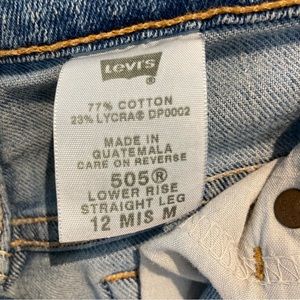 Levi's®
77% COTTON
23% LYCRA® DP0002
MADE IN
GUATEMALA
CARE ON REVERSE
505®
LOWER RISE
STRAIGHT LEG
12 MIS M